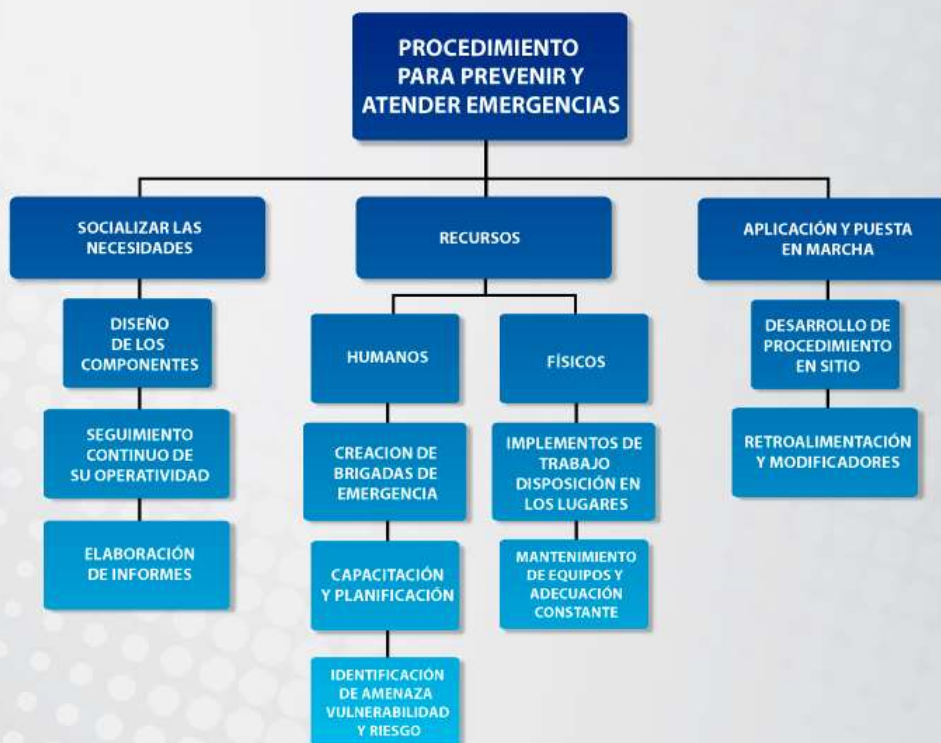 PROCEDIMIENTO
PARA PREVENIR Y
ATENDER EMERGENCIAS
SOCIALIZAR LAS
NECESIDADES
DISEÑO
DE LOS
COMPONENTES
SEGUIMIENTO
CONTINUO DE
SU OPERATIVIDAD
ELABORACIÓN
DE INFORMES
RECURSOS
HUMANOS
CREACION DE
BRIGADAS DE
EMERGENCIA
CAPACITACIÓN
Y PLANIFICACIÓN
IDENTIFICACIÓN
DE AMENAZA
VULNERABILIDAD
Y RIESGO
FÍSICOS
IMPLEMENTOS DE
TRABAJO
DISPOSICIÓN EN
LOS LUGARES
MANTENIMIENTO
DE EQUIPOS Y
ADECUACIÓN
CONSTANTE
APLICACIÓN Y PUESTA
EN MARCHA
DESARROLLO DE
PROCEDIMIENTO
EN SITIO
RETROALIMENTACIÓN
Y MODIFICADORES